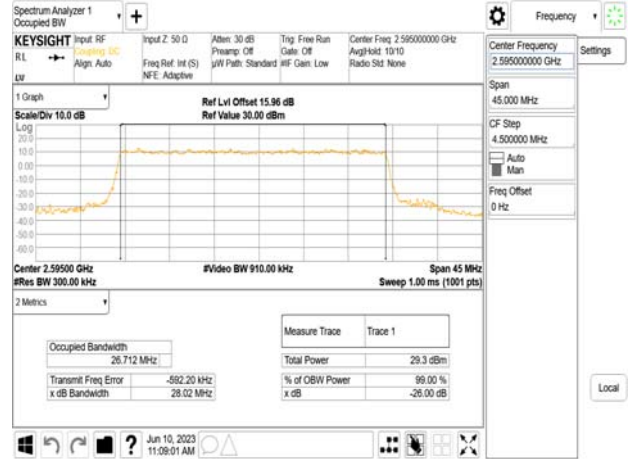 Spectrum Analyzer 1
Occupied BW
Frequency
KEYSIGHT
Input: RF
Coupling: DC
Align: Auto
Input Z: 50 Ω
Freq Ref: Int (S)
NFE: Adaptive
Atten: 30 dB
Preamp: Off
µW Path: Standard
Trig: Free Run
Gate: Off
#IF Gain: Low
Center Freq: 2.595000000 GHz
Avg|Hold: 10/10
Radio Std: None
RL
Center Frequency
2.595000000 GHz
Settings
Span
45.000 MHz
CF Step
4.500000 MHz
Auto
Man
Freq Offset
0 Hz
1 Graph
Scale/Div 10.0 dB
Ref Lvl Offset 15.96 dB
Ref Value 30.00 dBm
Log
20.0
10.0
0.00
-10.0
-20.0
-30.0
-40.0
-50.0
-60.0
Center 2.59500 GHz
#Res BW 300.00 kHz
#Video BW 910.00 kHz
Span 45 MHz
Sweep 1.00 ms (1001 pts)
2 Metrics
Measure Trace Trace 1
Occupied Bandwidth
26.712 MHz
Total Power 29.3 dBm
Transmit Freq Error -592.20 kHz
% of OBW Power 99.00 %
x dB Bandwidth 28.02 MHz
x dB -26.00 dB
Local
Jun 10, 2023
11:09:01 AM